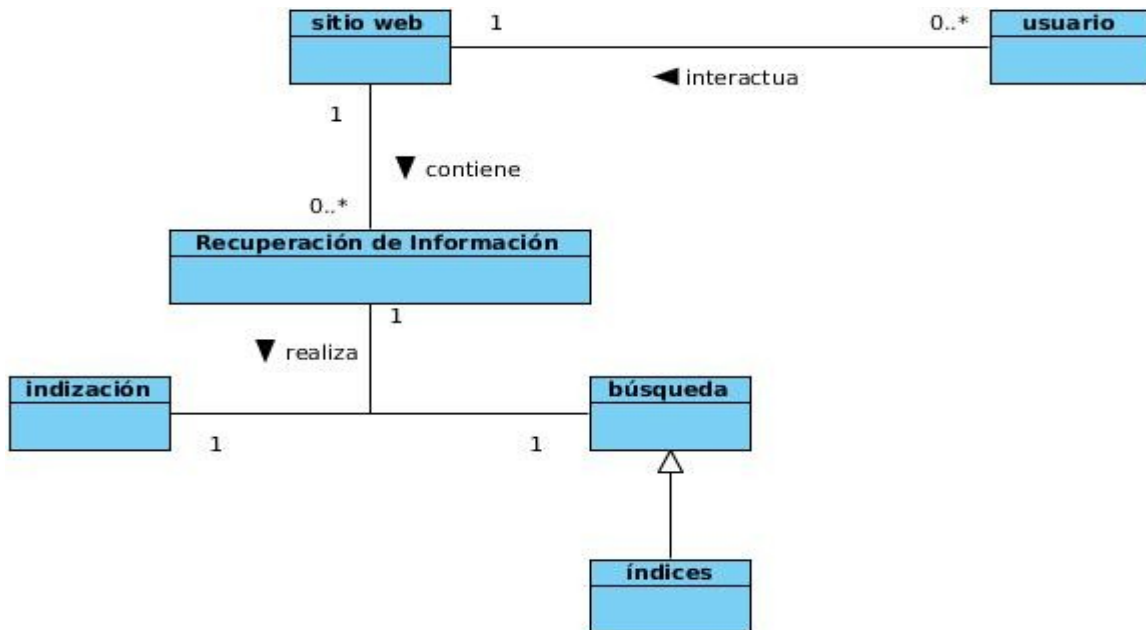 sitio web
1
0..*
usuario
interactua
1
contiene
0..*
Recuperación de Información
1
realiza
indización
búsqueda
1
1
índices